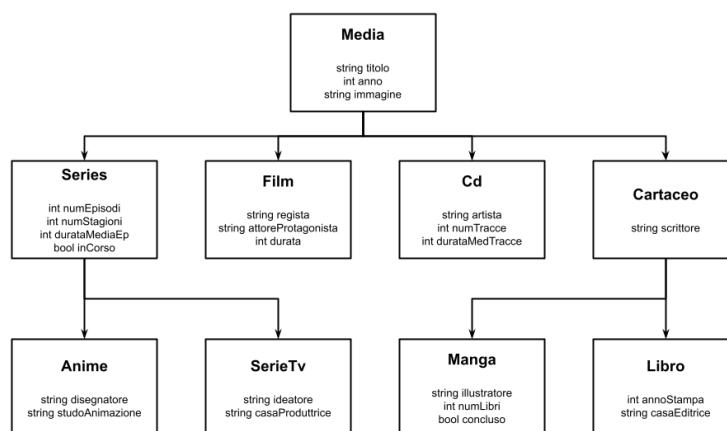 Media
string titolo
int anno
string immagine
Series
int numEpisodi
int numStagioni
int durataMediaEp
bool inCorso
Film
string regista
string attoreProtagonista
int durata
Cd
string artista
int numTracce
int durataMedTracce
Cartaceo
string scrittore
Anime
string disegnatore
string studoAnimazione
SerieTv
string ideatore
string casaProduttrice
Manga
string illustratore
int numLibri
bool concluso
Libro
int annoStampa
string casaEditrice